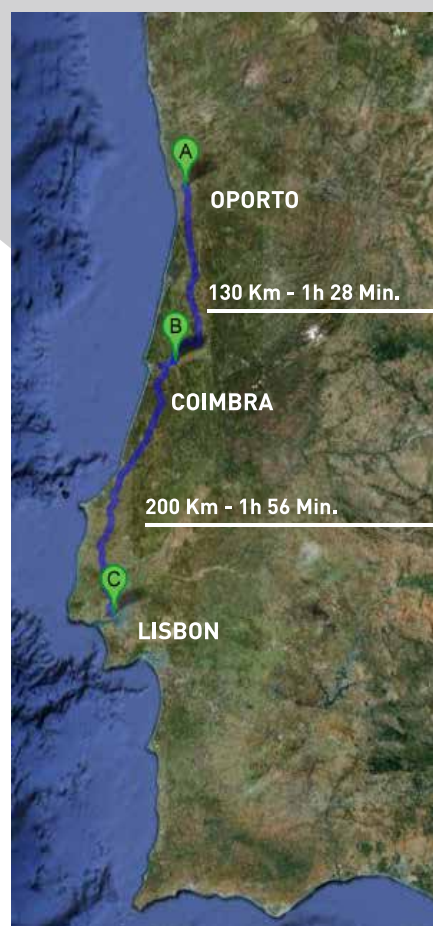 A
OPORTO
130 Km - 1h 28 Min.
B
COIMBRA
200 Km - 1h 56 Min.
C
LISBON